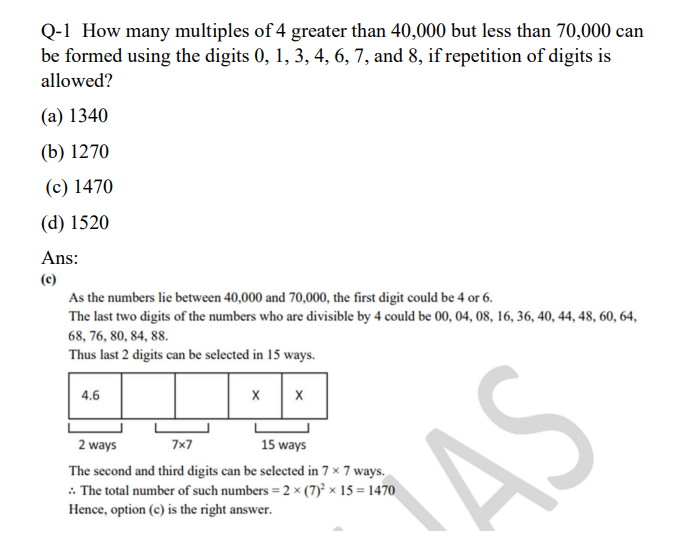 Q-1 How many multiples of 4 greater than 40,000 but less than 70,000 can
be formed using the digits 0, 1, 3, 4, 6, 7, and 8, if repetition of digits is
allowed?
(a) 1340
(b) 1270
(c) 1470
(d) 1520
Ans:
(c)
As the numbers lie between 40,000 and 70,000, the first digit could be 4 or 6.
The last two digits of the numbers who are divisible by 4 could be 00, 04, 08, 16, 36, 40, 44, 48, 60, 64,
68, 76, 80, 84, 88.
Thus last 2 digits can be selected in 15 ways.
4.6 X X
2 ways 7×7 15 ways
The second and third digits can be selected in 7 × 7 ways.
∴ The total number of such numbers = 2 × (7)² × 15 = 1470
Hence, option (c) is the right answer.
IAS